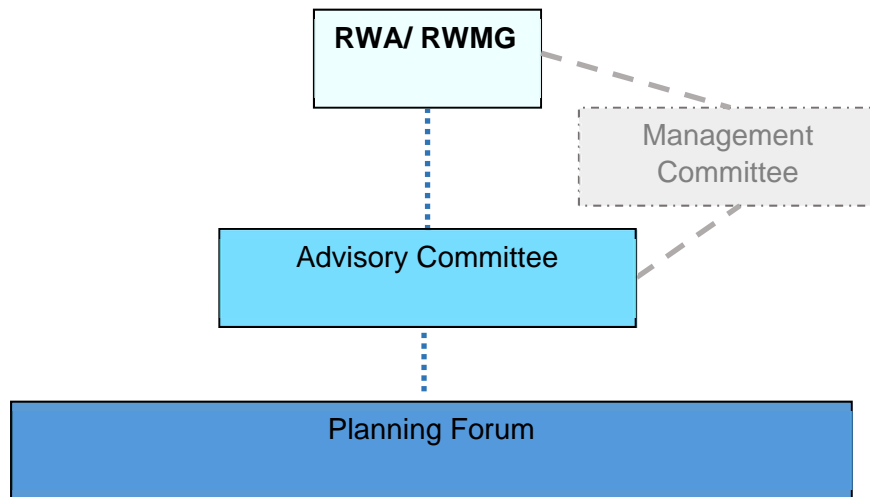 RWA/ RWMG
Management
Committee
Advisory Committee
Planning Forum